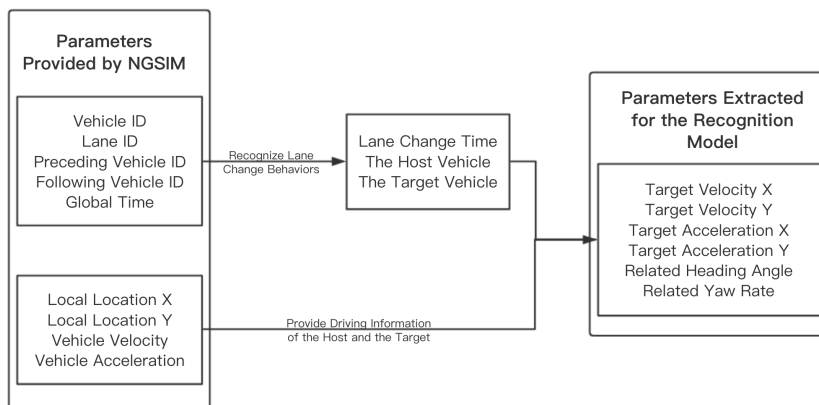 Parameters
Provided by NGSIM
Vehicle ID
Lane ID
Preceding Vehicle ID
Following Vehicle ID
Global Time
Local Location X
Local Location Y
Vehicle Velocity
Vehicle Acceleration
Recognize Lane
Change Behaviors
Lane Change Time
The Host Vehicle
The Target Vehicle
Provide Driving Information
of the Host and the Target
Parameters Extracted
for the Recognition
Model
Target Velocity X
Target Velocity Y
Target Acceleration X
Target Acceleration Y
Related Heading Angle
Related Yaw Rate